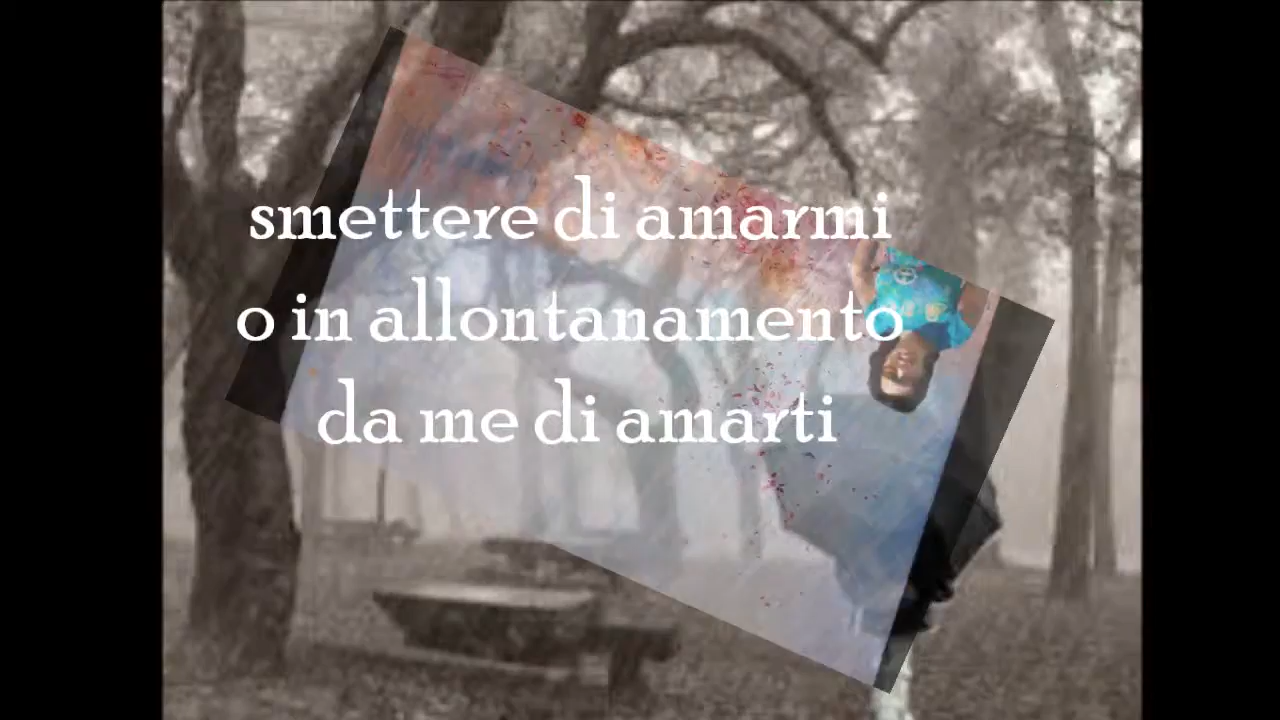 smettere di amarmi
o in allontanamento
da me di amarti